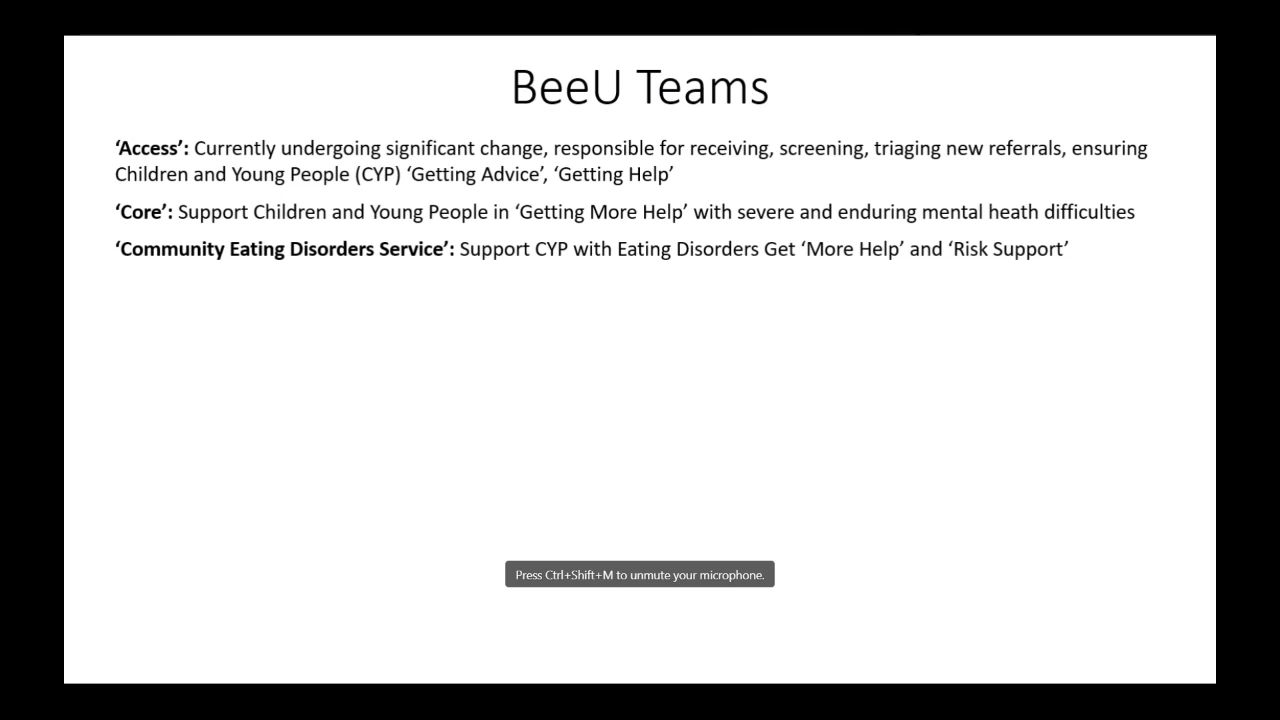 BeeU Teams
‘Access’: Currently undergoing significant change, responsible for receiving, screening, triaging new referrals, ensuring
Children and Young People (CYP) ‘Getting Advice’, ‘Getting Help’
‘Core’: Support Children and Young People in ‘Getting More Help’ with severe and enduring mental heath difficulties
‘Community Eating Disorders Service’: Support CYP with Eating Disorders Get ‘More Help’ and ‘Risk Support’
Press Ctrl+Shift+M to unmute your microphone.